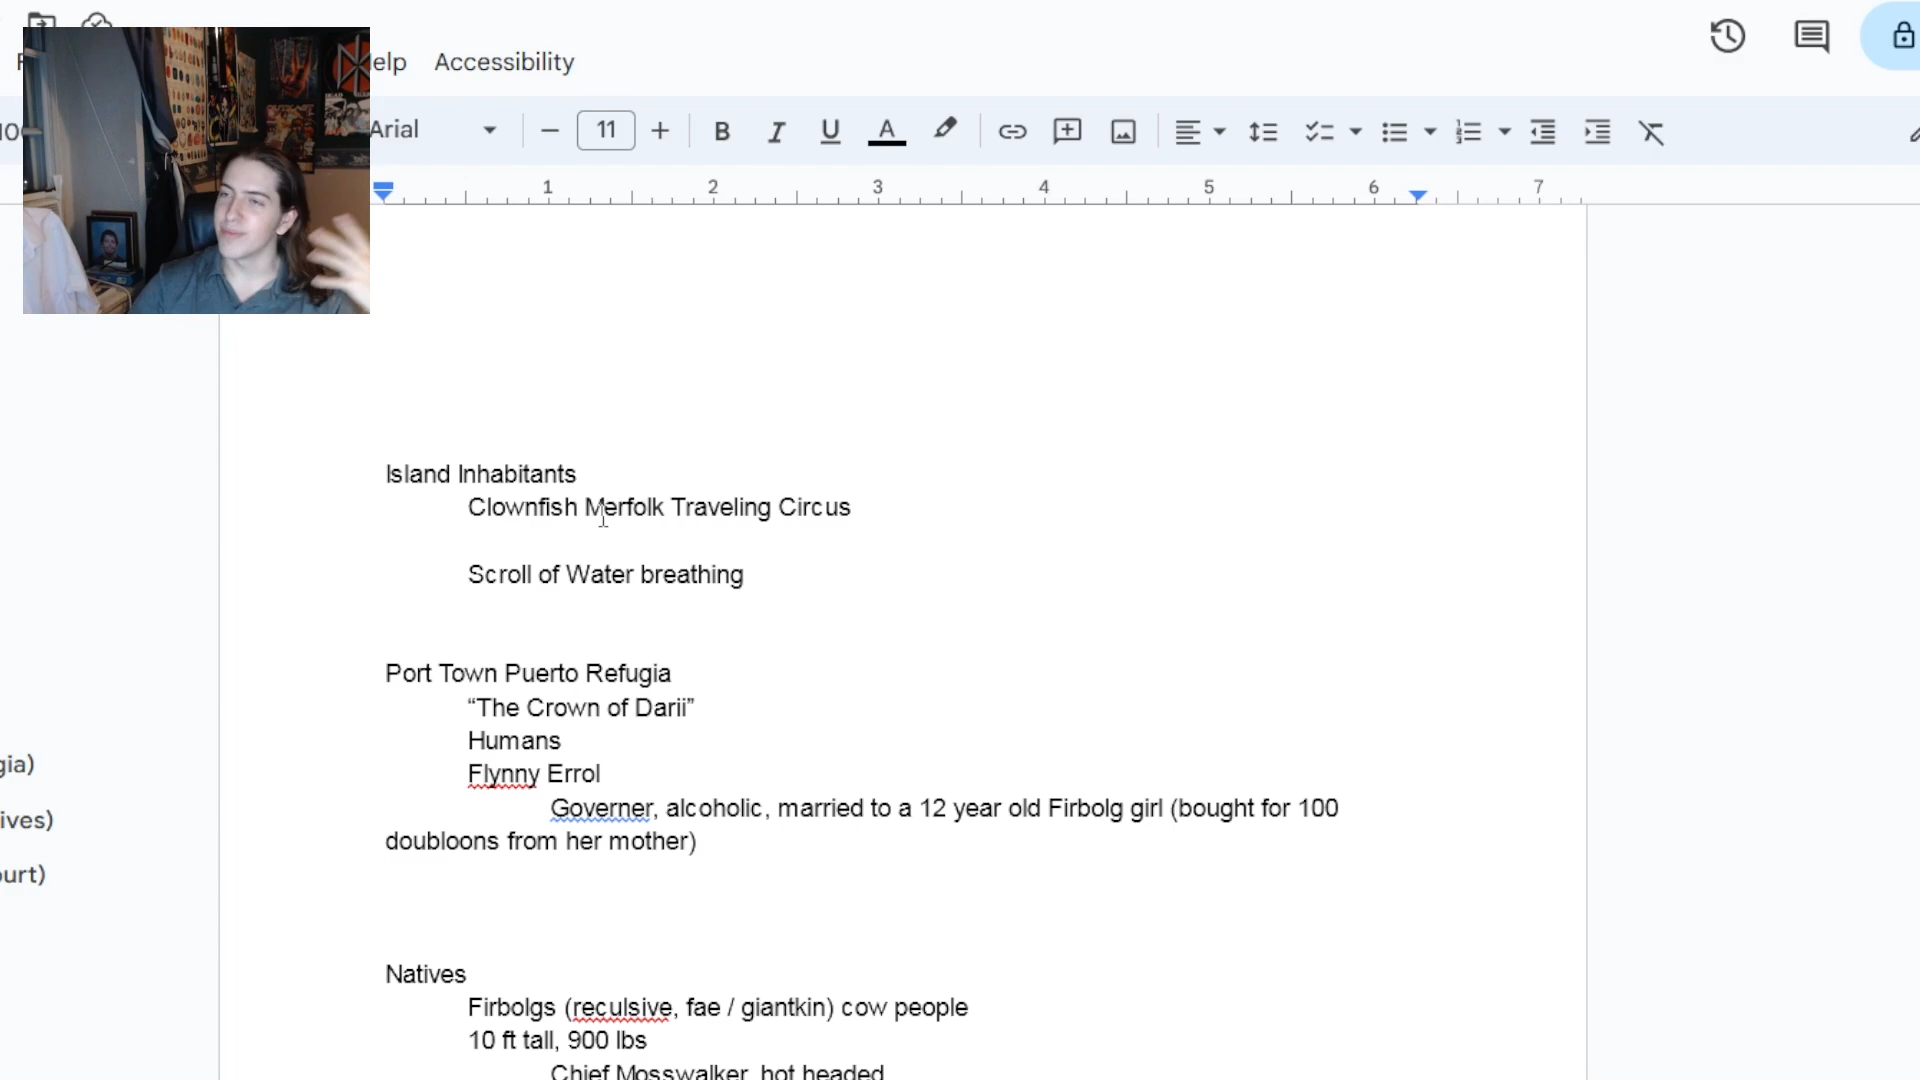 elp Accessibility
Arial 11
1 2 3 4 5 6 7
Island Inhabitants
Clownfish Merfolk Traveling Circus
Scroll of Water breathing
Port Town Puerto Refugia
“The Crown of Darii”
Humans
Flynny Errol
Governer, alcoholic, married to a 12 year old Firbolg girl (bought for 100
doubloons from her mother)
gia)
ives)
ourt)
Natives
Firbolgs (reculsive, fae / giantkin) cow people
10 ft tall, 900 lbs
Chief Mosswalker, hot headed